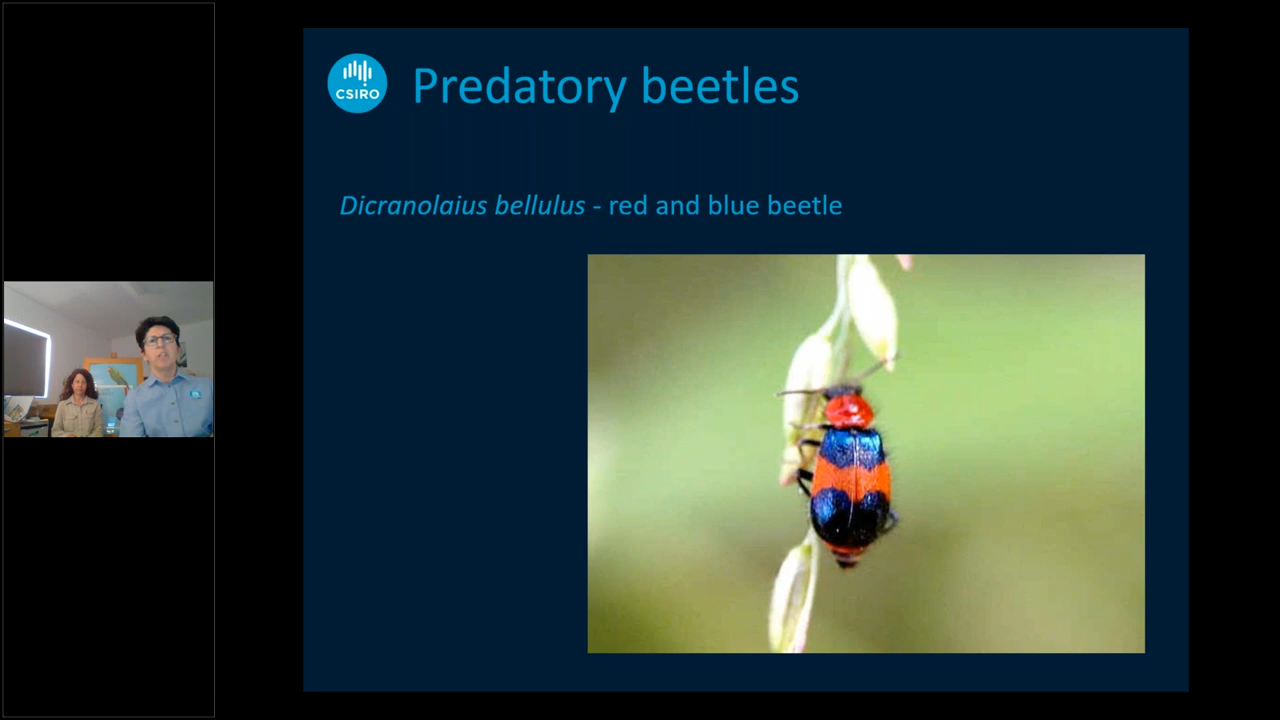 CSIRO
Predatory beetles
Dicranolaius bellulus - red and blue beetle